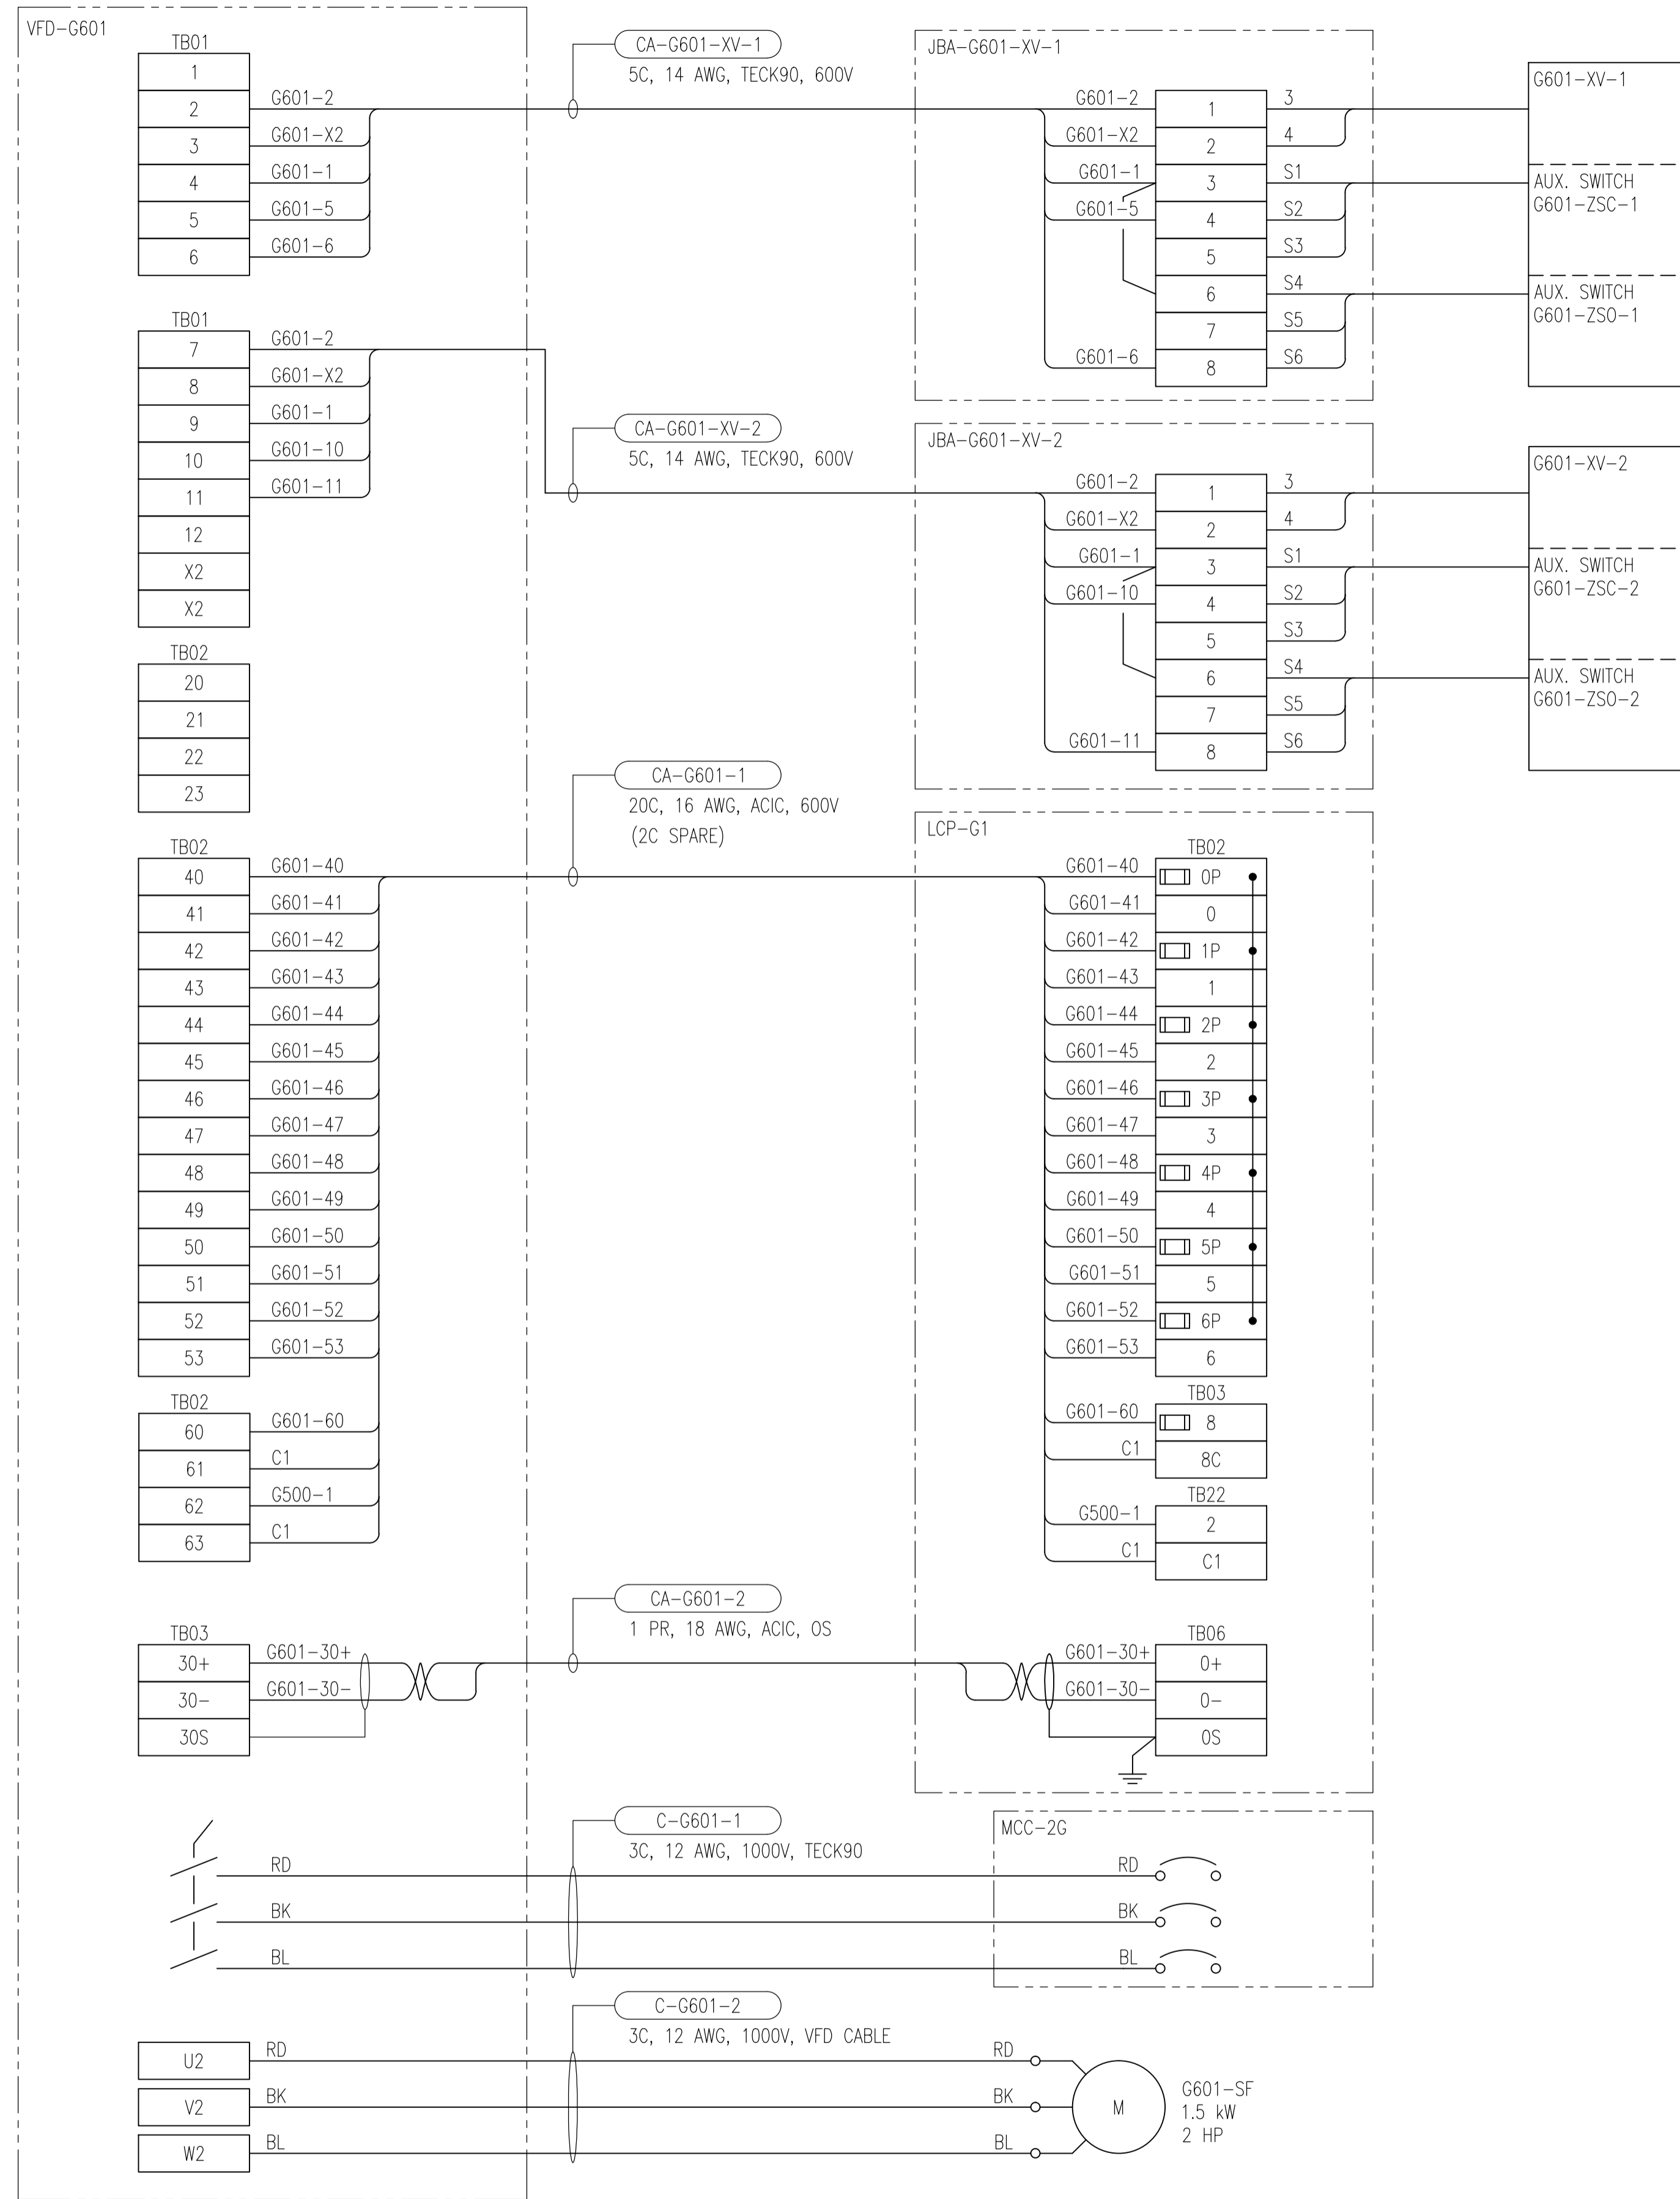 VFD-G601
TB01
1
2
3
4
5
6
G601-2
G601-X2
G601-1
G601-5
G601-6
CA-G601-XV-1
5C, 14 AWG, TECK90, 600V
JBA-G601-XV-1
G601-2
G601-X2
G601-1
G601-5
G601-6
1
2
3
4
5
6
7
8
3
4
S1
S2
S3
S4
S5
S6
G601-XV-1
AUX. SWITCH
G601-ZSC-1
AUX. SWITCH
G601-ZSO-1
TB01
7
8
9
10
11
12
X2
X2
G601-2
G601-X2
G601-1
G601-10
G601-11
CA-G601-XV-2
5C, 14 AWG, TECK90, 600V
JBA-G601-XV-2
G601-2
G601-X2
G601-1
G601-10
G601-11
1
2
3
4
5
6
7
8
3
4
S1
S2
S3
S4
S5
S6
G601-XV-2
AUX. SWITCH
G601-ZSC-2
AUX. SWITCH
G601-ZSO-2
TB02
20
21
22
23
CA-G601-1
20C, 16 AWG, ACIC, 600V
(2C SPARE)
LCP-G1
TB02
40
41
42
43
44
45
46
47
48
49
50
51
52
53
G601-40
G601-41
G601-42
G601-43
G601-44
G601-45
G601-46
G601-47
G601-48
G601-49
G601-50
G601-51
G601-52
G601-53
TB02
G601-40
G601-41
G601-42
G601-43
G601-44
G601-45
G601-46
G601-47
G601-48
G601-49
G601-50
G601-51
G601-52
G601-53
0P
0
1P
1
2P
2
3P
3
4P
4
5P
5
6P
6
TB02
60
61
62
63
G601-60
C1
G500-1
C1
TB03
G601-60
C1
8
8C
TB22
G500-1
C1
2
C1
CA-G601-2
1 PR, 18 AWG, ACIC, OS
TB03
30+
30-
30S
G601-30+
G601-30-
TB06
G601-30+
G601-30-
0+
0-
0S
C-G601-1
3C, 12 AWG, 1000V, TECK90
MCC-2G
RD
BK
BL
RD
BK
BL
C-G601-2
3C, 12 AWG, 1000V, VFD CABLE
U2
V2
W2
RD
BK
BL
RD
BK
BL
M
G601-SF
1.5 kW
2 HP